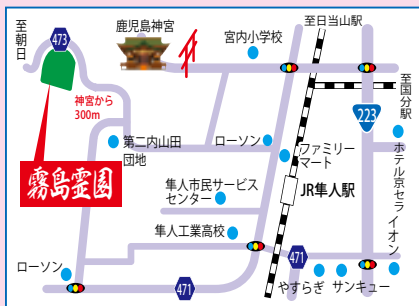 至朝日
473
鹿児島神宮
宮内小学校
至日当山駅
神宮から
300m
至国分駅
223
霧島霊園
第二内山田
団地
ローソン
ファミリー
マート
ホテル京セラ
隼人市民サービス
センター
JR隼人駅
隼人工業高校
471
イオン
ローソン
471
やすらぎ
サンキュー